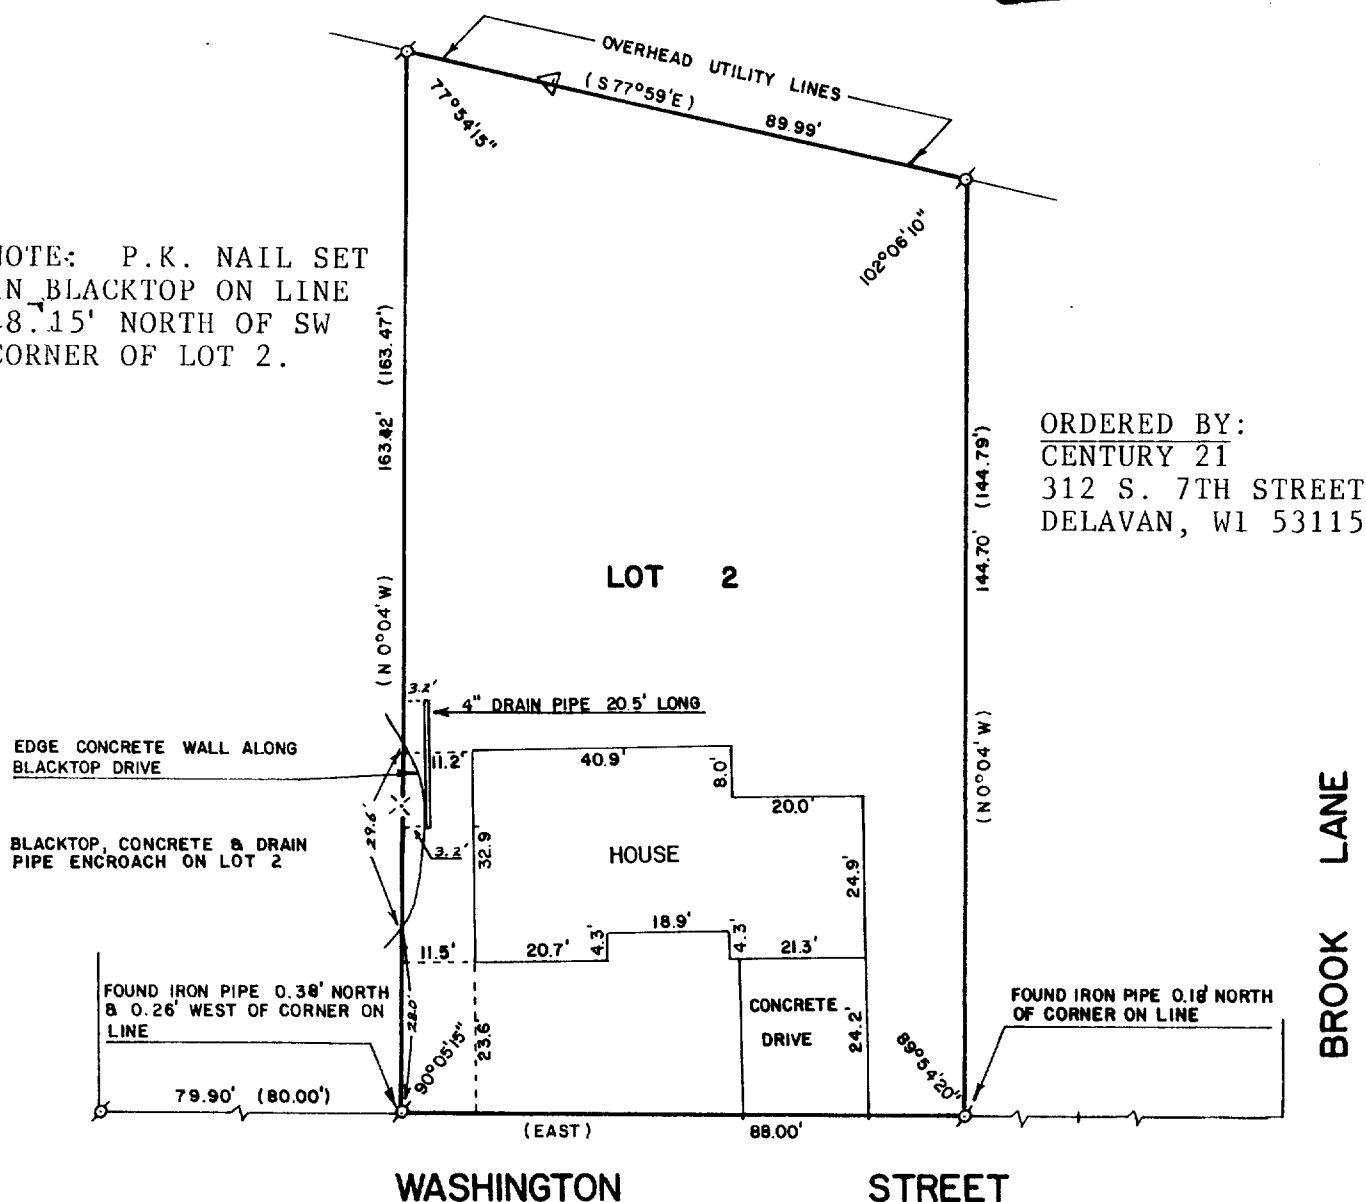 OVERHEAD UTILITY LINES
(S 77°59'E)
89.99'
77°54'15"
102°06'10"
NOTE: P.K. NAIL SET
IN BLACKTOP ON LINE
48.15' NORTH OF SW
CORNER OF LOT 2.
163.42' (163.47')
(N 0°04' W)
144.70' (144.79')
(N 0°04' W)
ORDERED BY:
CENTURY 21
312 S. 7TH STREET
DELAVAN, WI 53115
LOT 2
3.2'
4" DRAIN PIPE 20.5' LONG
EDGE CONCRETE WALL ALONG
BLACKTOP DRIVE
11.2'
40.9'
8.0'
20.0'
29.6'
BLACKTOP, CONCRETE & DRAIN
PIPE ENCROACH ON LOT 2
3.2'
32.9'
HOUSE
24.9'
18.9'
11.5'
20.7'
4.3'
4.3'
21.3'
FOUND IRON PIPE 0.38' NORTH
& 0.26' WEST OF CORNER ON
LINE
28.0'
23.6'
90°05'15"
CONCRETE
DRIVE
24.2'
89°54'20"
FOUND IRON PIPE 0.18' NORTH
OF CORNER ON LINE
BROOK LANE
79.90' (80.00')
(EAST)
88.00'
WASHINGTON STREET